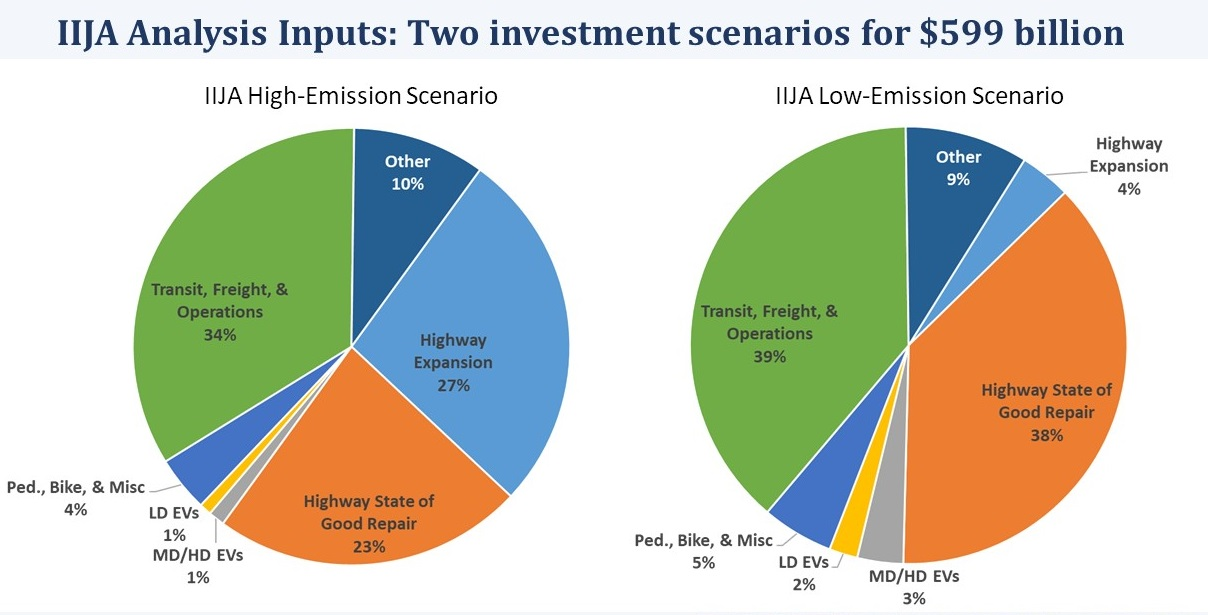 IIJA Analysis Inputs: Two investment scenarios for $599 billion
IIJA High-Emission Scenario
Other
10%
Highway
Expansion
27%
Highway State of
Good Repair
23%
MD/HD EVs
1%
LD EVs
1%
Ped., Bike, & Misc
4%
Transit, Freight, &
Operations
34%
IIJA Low-Emission Scenario
Other
9%
Highway
Expansion
4%
Highway State of
Good Repair
38%
MD/HD EVs
3%
LD EVs
2%
Ped., Bike, & Misc
5%
Transit, Freight, &
Operations
39%